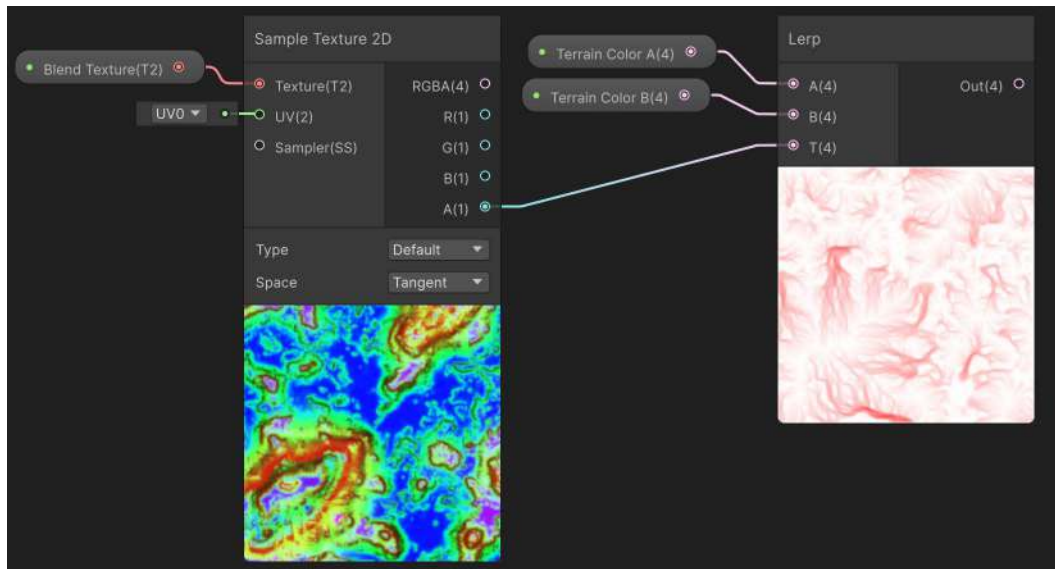 Blend Texture(T2)
UV0
Sample Texture 2D
Texture(T2)
UV(2)
Sampler(SS)
RGBA(4)
R(1)
G(1)
B(1)
A(1)
Type
Default
Space
Tangent
Terrain Color A(4)
Terrain Color B(4)
Lerp
A(4)
B(4)
T(4)
Out(4)